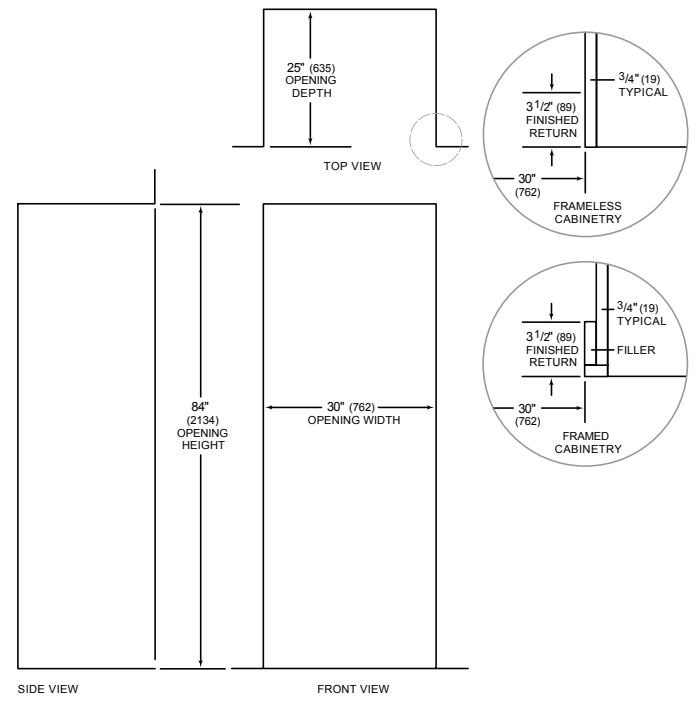 25" (635)
OPENING
DEPTH
TOP VIEW
3/4" (19)
TYPICAL
3 1/2" (89)
FINISHED
RETURN
30"
(762)
FRAMELESS
CABINETRY
3/4" (19)
TYPICAL
3 1/2" (89)
FINISHED
RETURN
FILLER
30"
(762)
FRAMED
CABINETRY
84"
(2134)
OPENING
HEIGHT
30" (762)
OPENING WIDTH
SIDE VIEW
FRONT VIEW